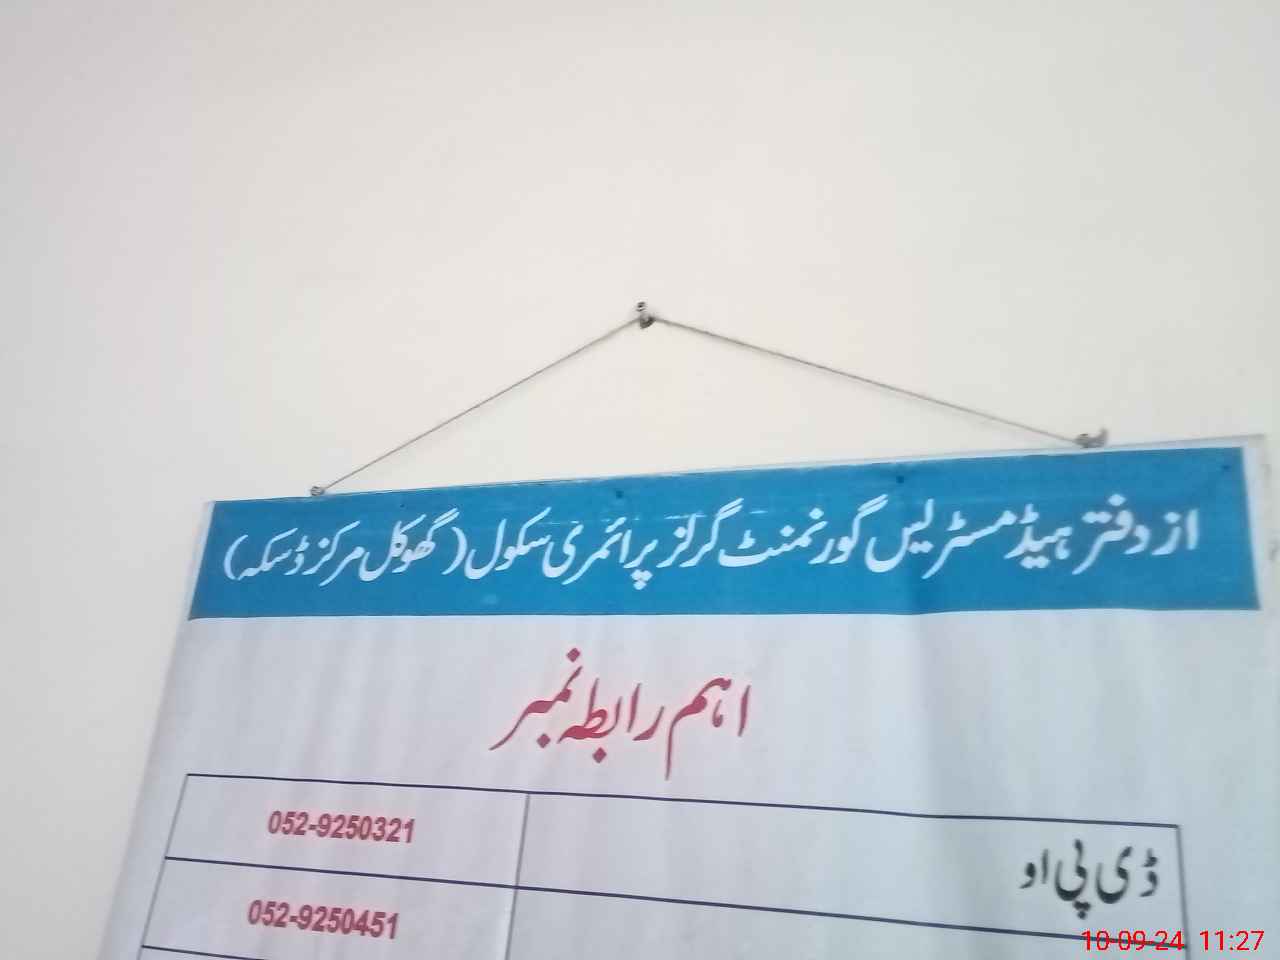 از دفتر ہیڈ مسٹریس گورنمنٹ گرلز پرائمری سکول (گھوکل مرکز ڈسکہ)
اہم رابطہ نمبر
ڈی پی او 052-9250321
052-9250451
10-09-24 11:27